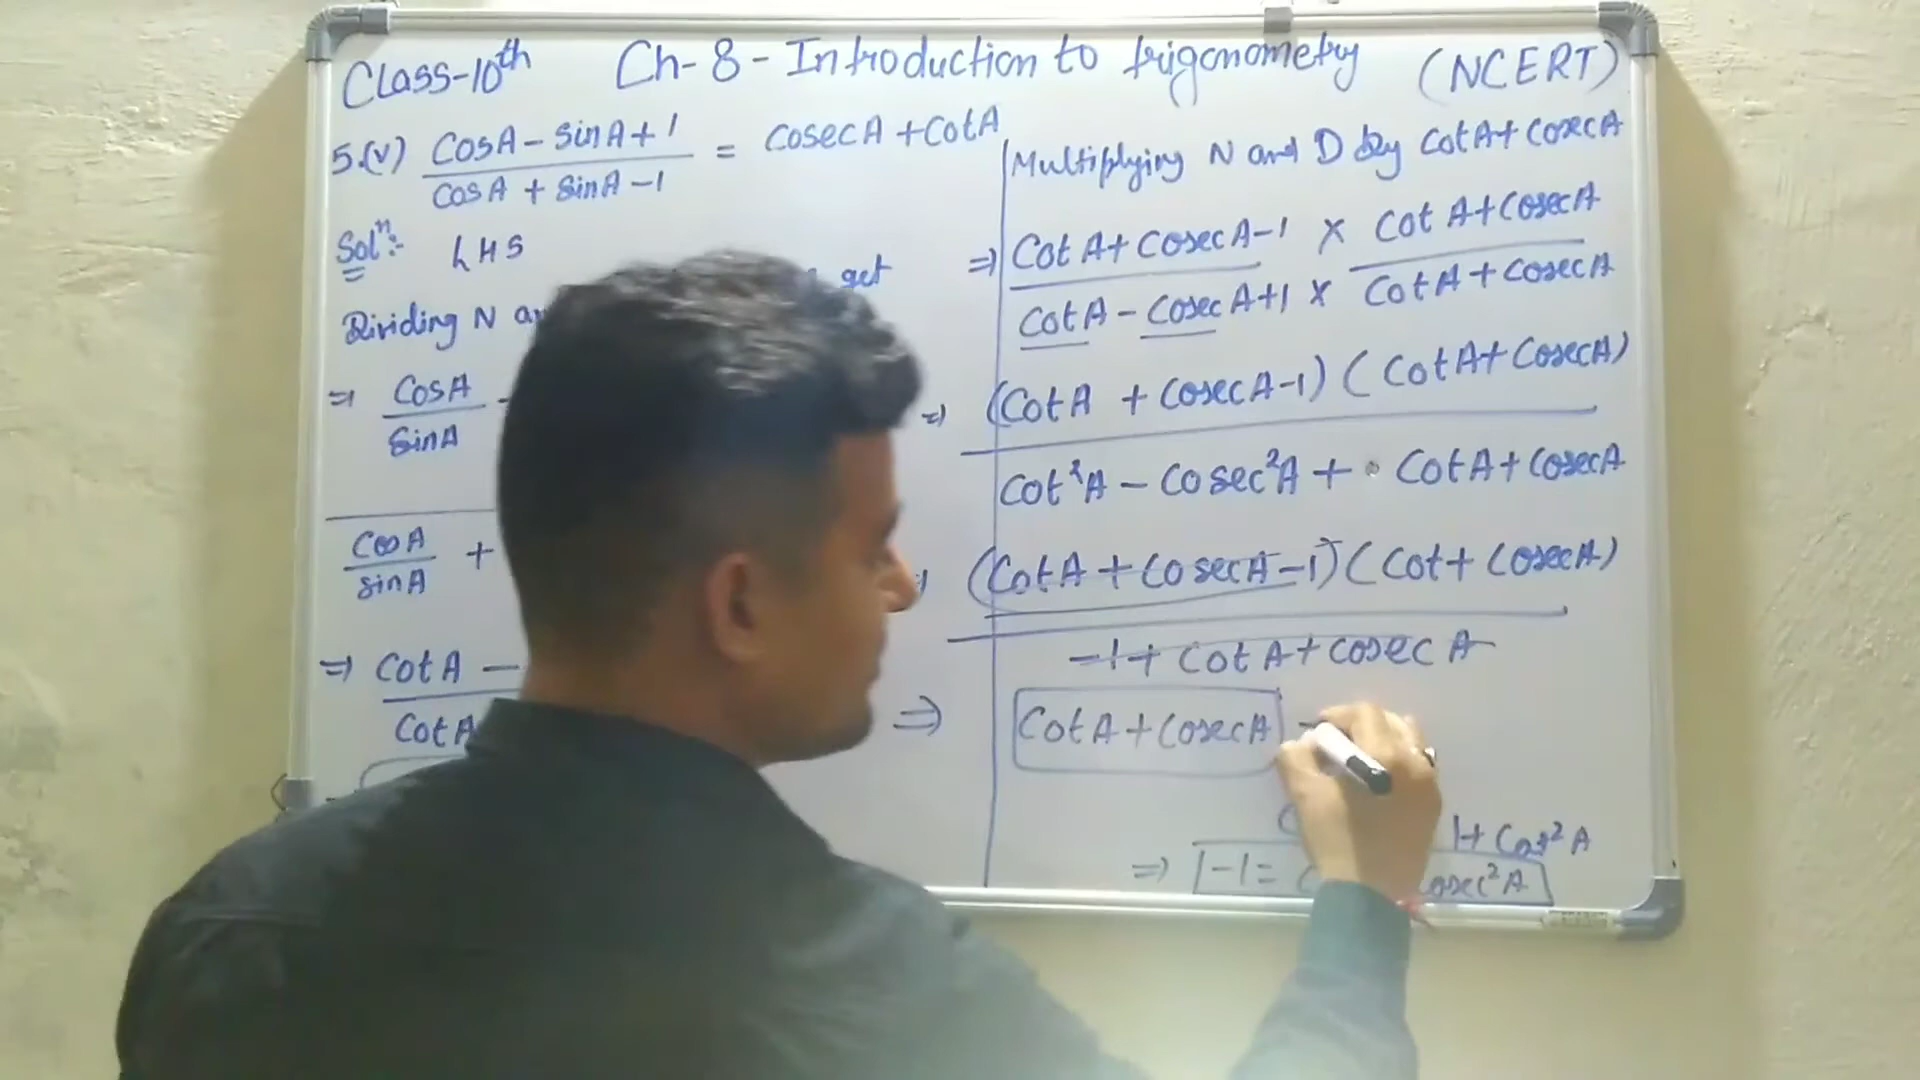 Class-10th Ch-8-Introduction to trigonometry (NCERT)
5.(v) CosA - SinA + 1
CosA + SinA - 1
= CosecA + CotA
Solⁿ:- LHS
get
Dividing N
⇒ CosA
SinA
CosA +
SinA
⇒ CotA -
CotA
Multiplying N and D by CotA + CosecA
⇒ CotA + CosecA - 1 × CotA + CosecA
CotA - CosecA + 1 × CotA + CosecA
⇒ (CotA + CosecA - 1) (CotA + CosecA)
Cot²A - Cosec²A + CotA + CosecA
(CotA + CosecA - 1) (Cot + CosecA)
-1 + CotA + CosecA
⇒ CotA + CosecA
1 + Cot²A
⇒ 1 - 1 = cosec²A